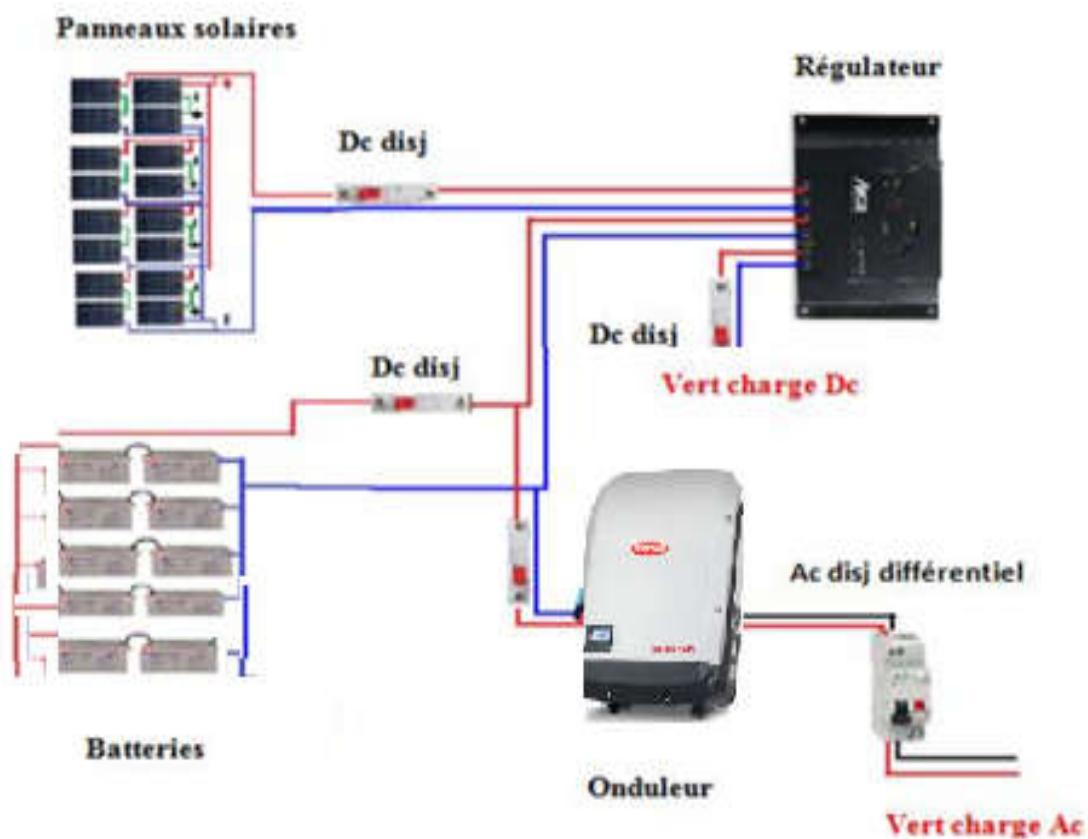 Panneaux solaires
Régulateur
Dc disj
Dc disj
Dc disj
Vert charge Dc
Ac disj différentiel
Batteries
Onduleur
Vert charge Ac